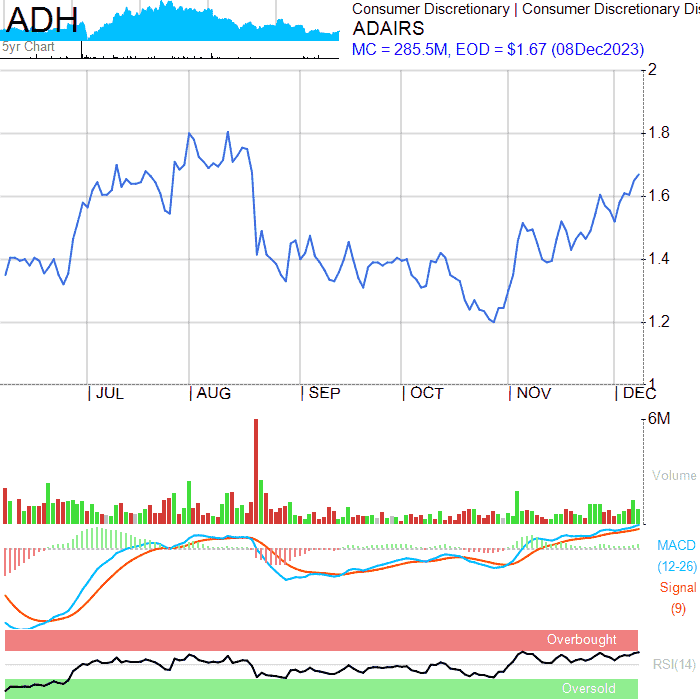 ADH
5yr Chart
Consumer Discretionary | Consumer Discretionary Dis
ADAIRS
MC = 285.5M, EOD = $1.67 (08Dec2023)
2
1.8
1.6
1.4
1.2
1
JUL AUG SEP OCT NOV DEC
6M
Volume
MACD
(12-26)
Signal
(9)
Overbought
RSI(14)
Oversold